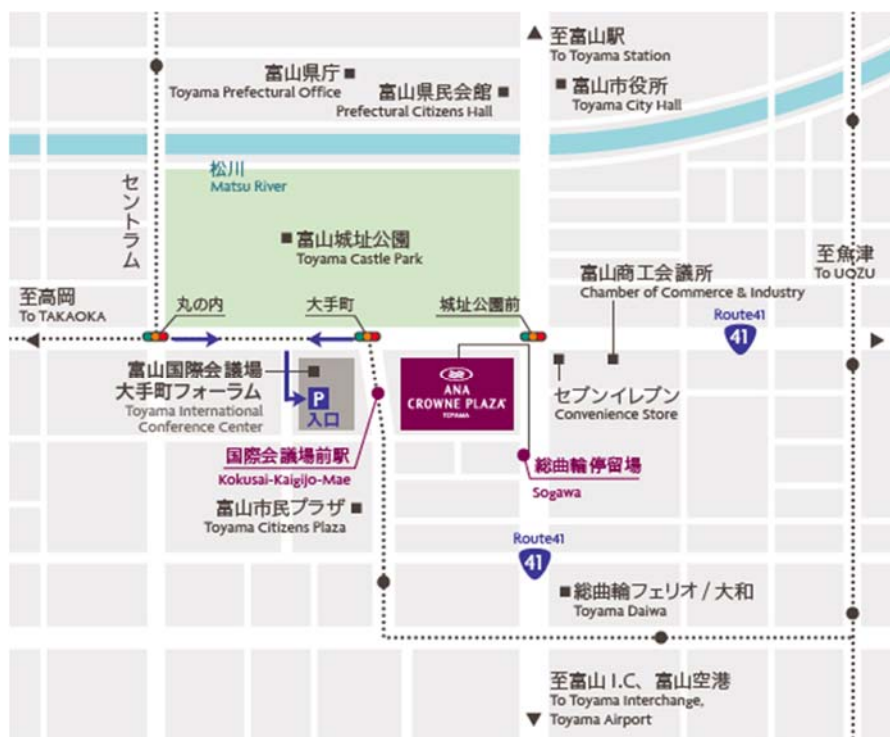 至富山駅
To Toyama Station
富山県庁
Toyama Prefectural Office
富山県民会館
Prefectural Citizens Hall
富山市役所
Toyama City Hall
松川
Matsu River
セントラム
富山城址公園
Toyama Castle Park
至魚津
To UOZU
富山商工会議所
Chamber of Commerce & Industry
至高岡
To TAKAOKA
丸の内
大手町
城址公園前
Route41
41
富山国際会議場
大手町フォーラム
Toyama International
Conference Center
P
入口
ANA
CROWNE PLAZA
TOYAMA
セブンイレブン
Convenience Store
国際会議場前駅
Kokusai-Kaigijo-Mae
総曲輪停留場
Sogawa
富山市民プラザ
Toyama Citizens Plaza
Route41
41
総曲輪フェリオ / 大和
Toyama Daiwa
至富山 I.C、富山空港
To Toyama Interchange,
Toyama Airport